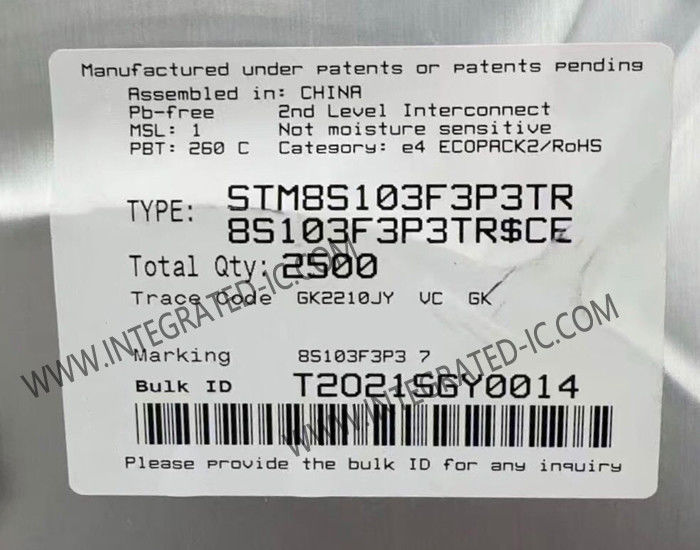 Manufactured under patents or patents pending
Assembled in: CHINA
Pb-free 2nd Level Interconnect
MSL: 1 Not moisture sensitive
PBT: 260 C Category: e4 ECOPACK2/RoHS
TYPE: STM8S103F3P3TR
8S103F3P3TR$CE
Total Qty: 2500
Trace Code GK2210JY VC GK
Marking 8S103F3P3 7
Bulk ID T2021SGY0014
Please provide the bulk ID for any inquiry
WWW.INTEGRATED-IC.COM
WWW.INTEGRATED-IC.COM